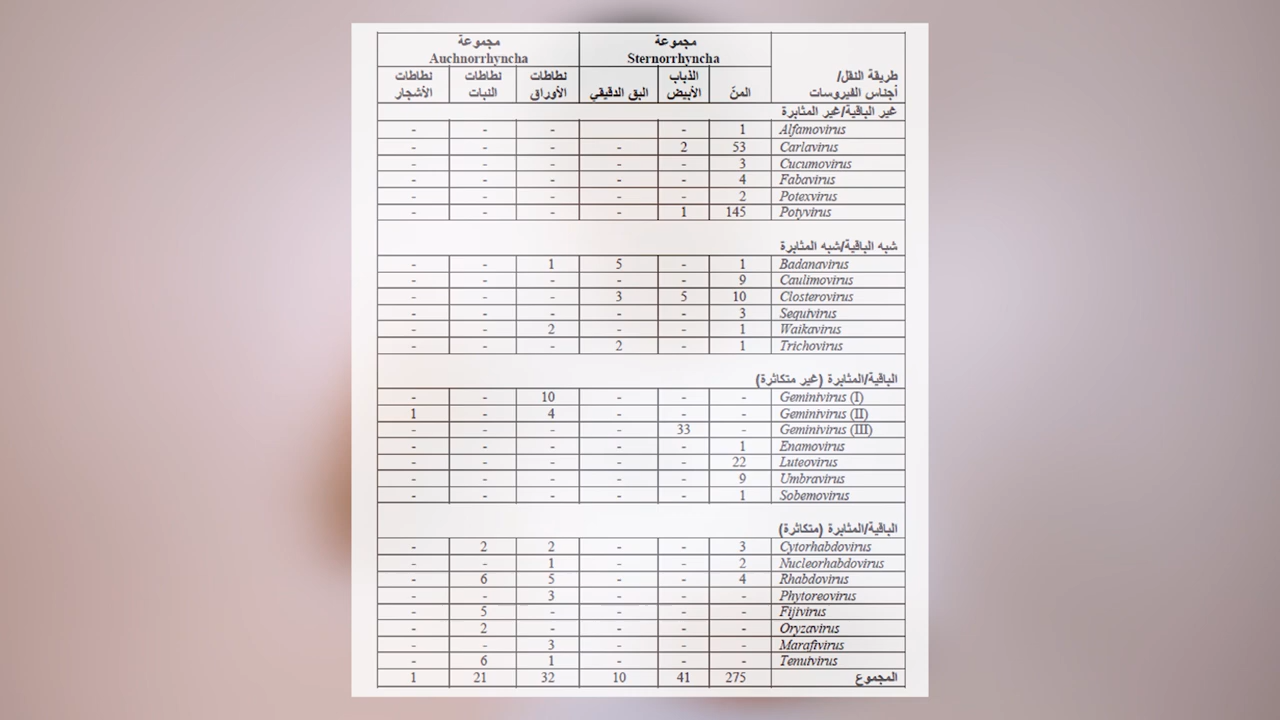 طريقة النقل/ أجناس الفيروسات | مجموعة Sternorrhyncha | مجموعة Auchnorrhyncha
المنّ | الذباب الأبيض | البق الدقيقي | نطاطات الأوراق | نطاطات النبات | نطاطات الأشجار
غير الباقية/غير المثابرة
Alfamovirus | 1 | - | | - | - | -
Carlavirus | 53 | 2 | - | - | - | -
Cucumovirus | 3 | - | - | - | - | -
Fabavirus | 4 | - | - | - | - | -
Potexvirus | 2 | - | - | - | - | -
Potyvirus | 145 | 1 | - | - | - | -
شبه الباقية/شبه المثابرة
Badanavirus | 1 | - | 5 | 1 | - | -
Caulimovirus | 9 | - | - | - | - | -
Closterovirus | 10 | 5 | 3 | - | - | -
Sequivirus | 3 | - | - | - | - | -
Waikavirus | 1 | - | - | 2 | - | -
Trichovirus | 1 | - | 2 | - | - | -
الباقية/المثابرة (غير متكاثرة)
Geminivirus (I) | - | - | - | 10 | - | -
Geminivirus (II) | - | - | - | 4 | - | 1
Geminivirus (III) | - | 33 | - | - | - | -
Enamovirus | 1 | - | - | - | - | -
Luteovirus | 22 | - | - | - | - | -
Umbravirus | 9 | - | - | - | - | -
Sobemovirus | 1 | - | - | - | - | -
الباقية/المثابرة (متكاثرة)
Cytorhabdovirus | 3 | - | - | 2 | 2 | -
Nucleorhabdovirus | 2 | - | - | 1 | - | -
Rhabdovirus | 4 | - | - | 5 | 6 | -
Phytoreovirus | - | - | - | 3 | - | -
Fijivirus | - | - | - | - | 5 | -
Oryzavirus | - | - | - | - | 2 | -
Marafivirus | - | - | - | 3 | - | -
Tenuivirus | - | - | - | 1 | 6 | -
المجموع | 275 | 41 | 10 | 32 | 21 | 1